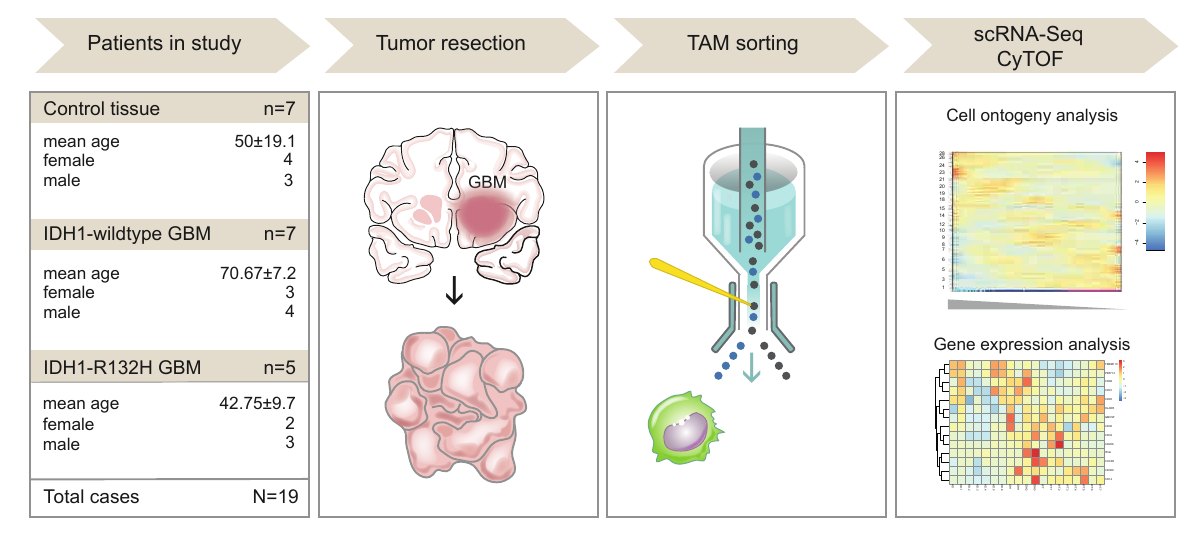 Patients in study
Tumor resection
TAM sorting
scRNA-Seq
CyTOF
Control tissue n=7
mean age 50±19.1
female 4
male 3
IDH1-wildtype GBM n=7
mean age 70.67±7.2
female 3
male 4
IDH1-R132H GBM n=5
mean age 42.75±9.7
female 2
male 3
Total cases N=19
GBM
Cell ontogeny analysis
Gene expression analysis